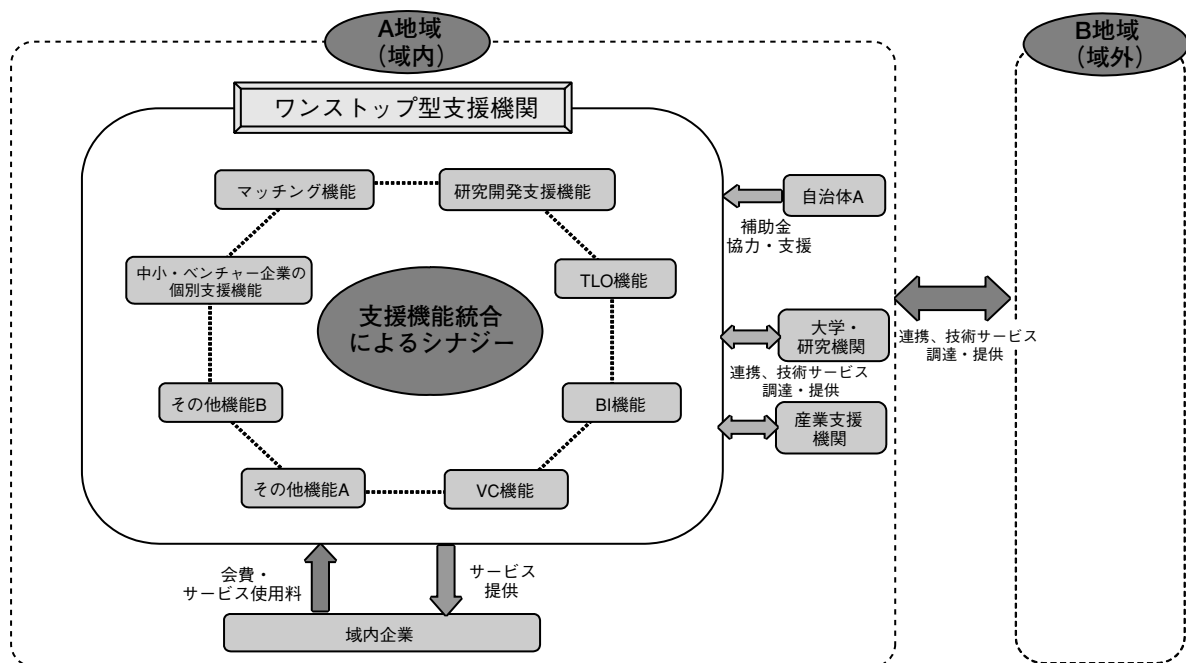 A地域
（域内）
B地域
（域外）
ワンストップ型支援機関
マッチング機能
研究開発支援機能
自治体A
補助金
協力・支援
中小・ベンチャー企業の
個別支援機能
TLO機能
支援機能統合
によるシナジー
大学・
研究機関
連携、技術サービス
調達・提供
連携、技術サービス
調達・提供
その他機能B
BI機能
産業支援
機関
その他機能A
VC機能
会費・
サービス使用料
サービス
提供
域内企業